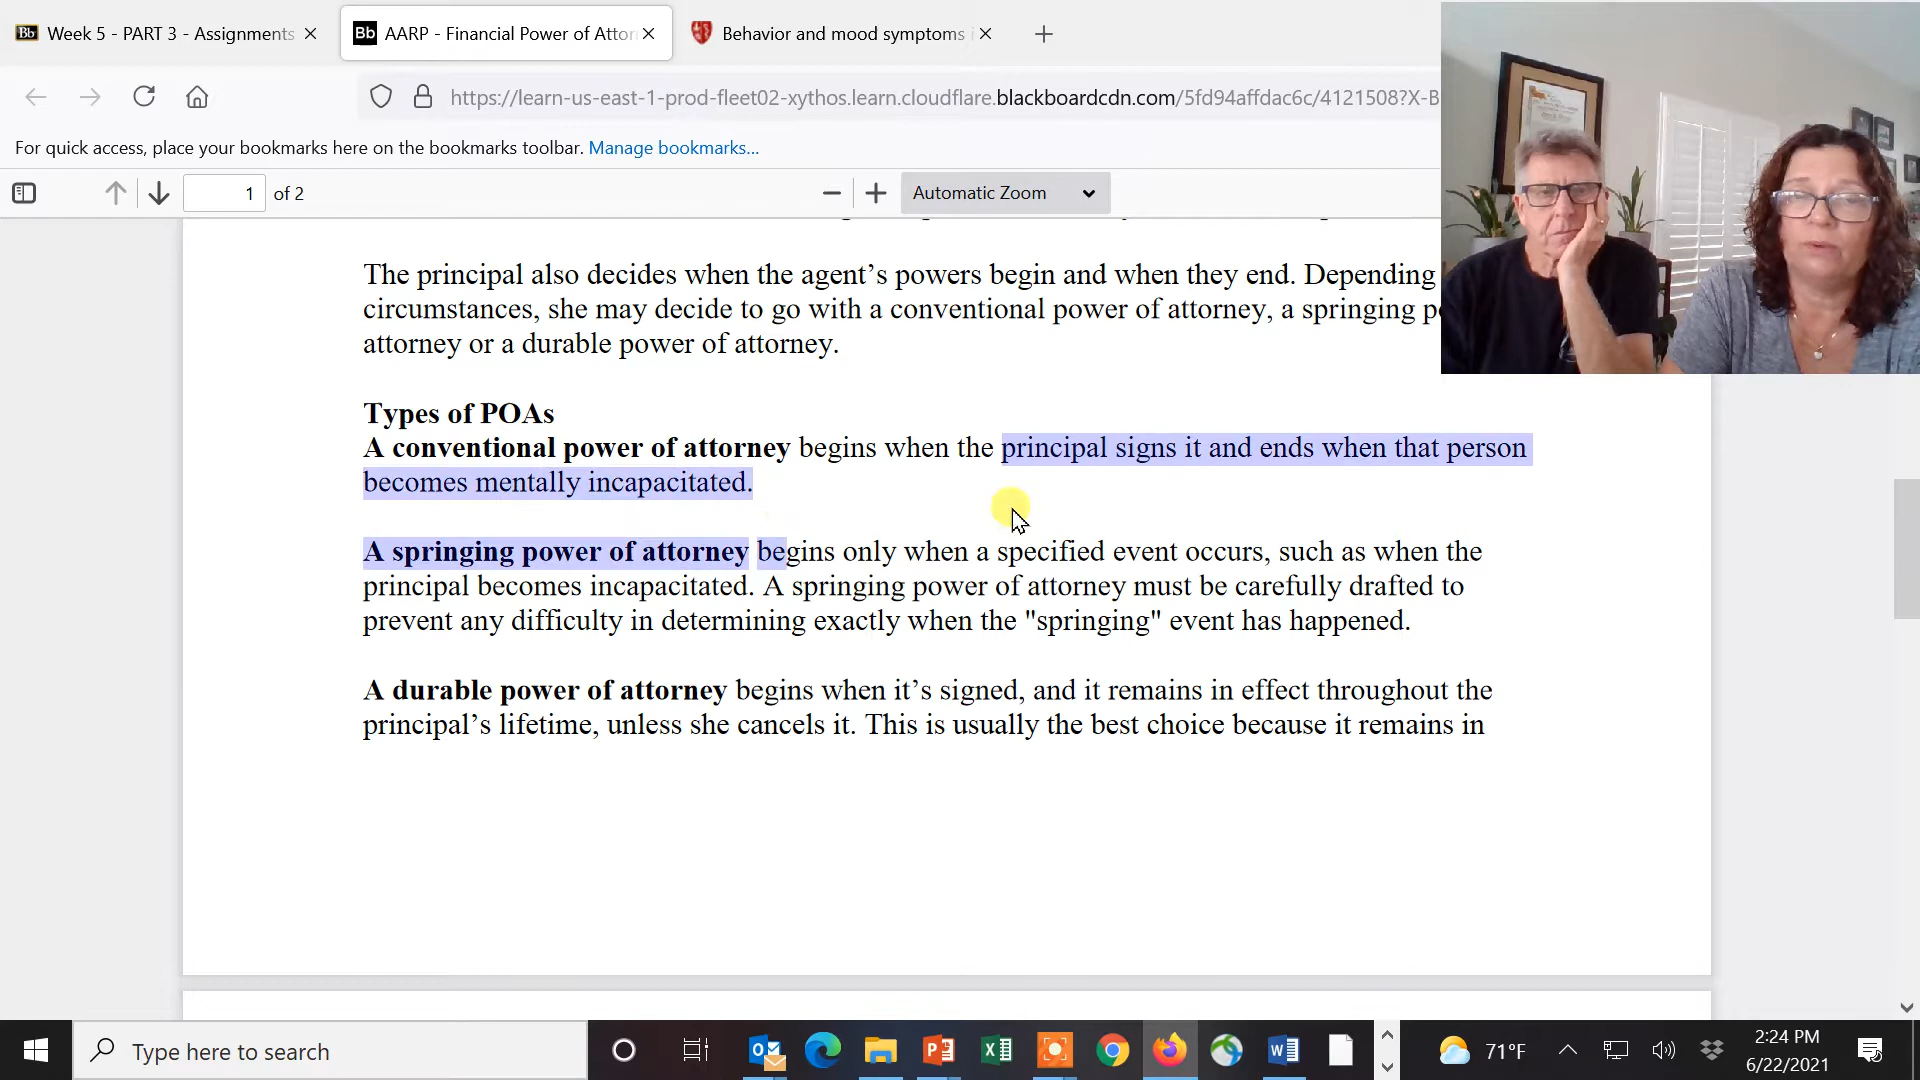 Week 5 - PART 3 - Assignments
AARP - Financial Power of Attor
Behavior and mood symptoms i
https://learn-us-east-1-prod-fleet02-xythos.learn.cloudflare.blackboardcdn.com/5fd94affdac6c/4121508?X-B
For quick access, place your bookmarks here on the bookmarks toolbar. Manage bookmarks...
1 of 2
Automatic Zoom
The principal also decides when the agent’s powers begin and when they end. Depending
circumstances, she may decide to go with a conventional power of attorney, a springing p
attorney or a durable power of attorney.
Types of POAs
A conventional power of attorney begins when the principal signs it and ends when that person
becomes mentally incapacitated.
A springing power of attorney begins only when a specified event occurs, such as when the
principal becomes incapacitated. A springing power of attorney must be carefully drafted to
prevent any difficulty in determining exactly when the "springing" event has happened.
A durable power of attorney begins when it’s signed, and it remains in effect throughout the
principal’s lifetime, unless she cancels it. This is usually the best choice because it remains in
Type here to search
71°F
2:24 PM
6/22/2021